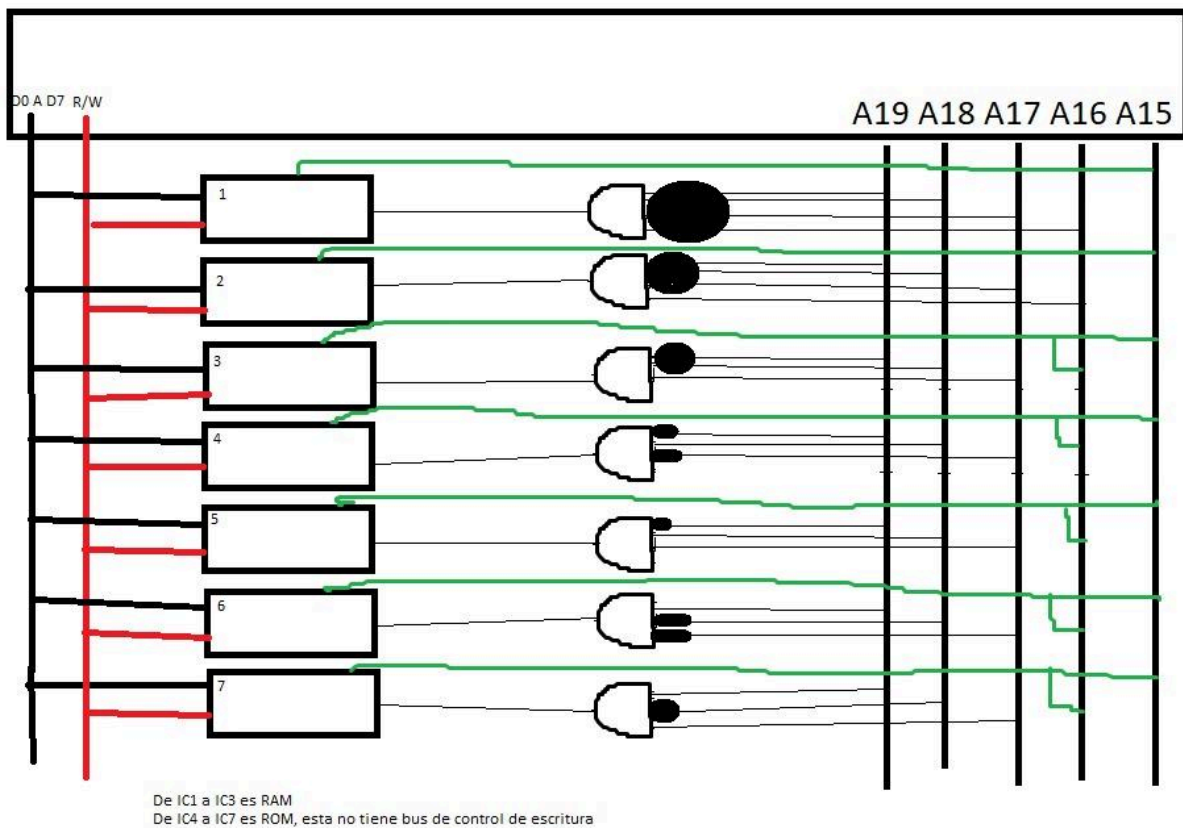 D0 A D7 R/W
A19 A18 A17 A16 A15
1
2
3
4
5
6
7
De IC1 a IC3 es RAM
De IC4 a IC7 es ROM, esta no tiene bus de control de escritura